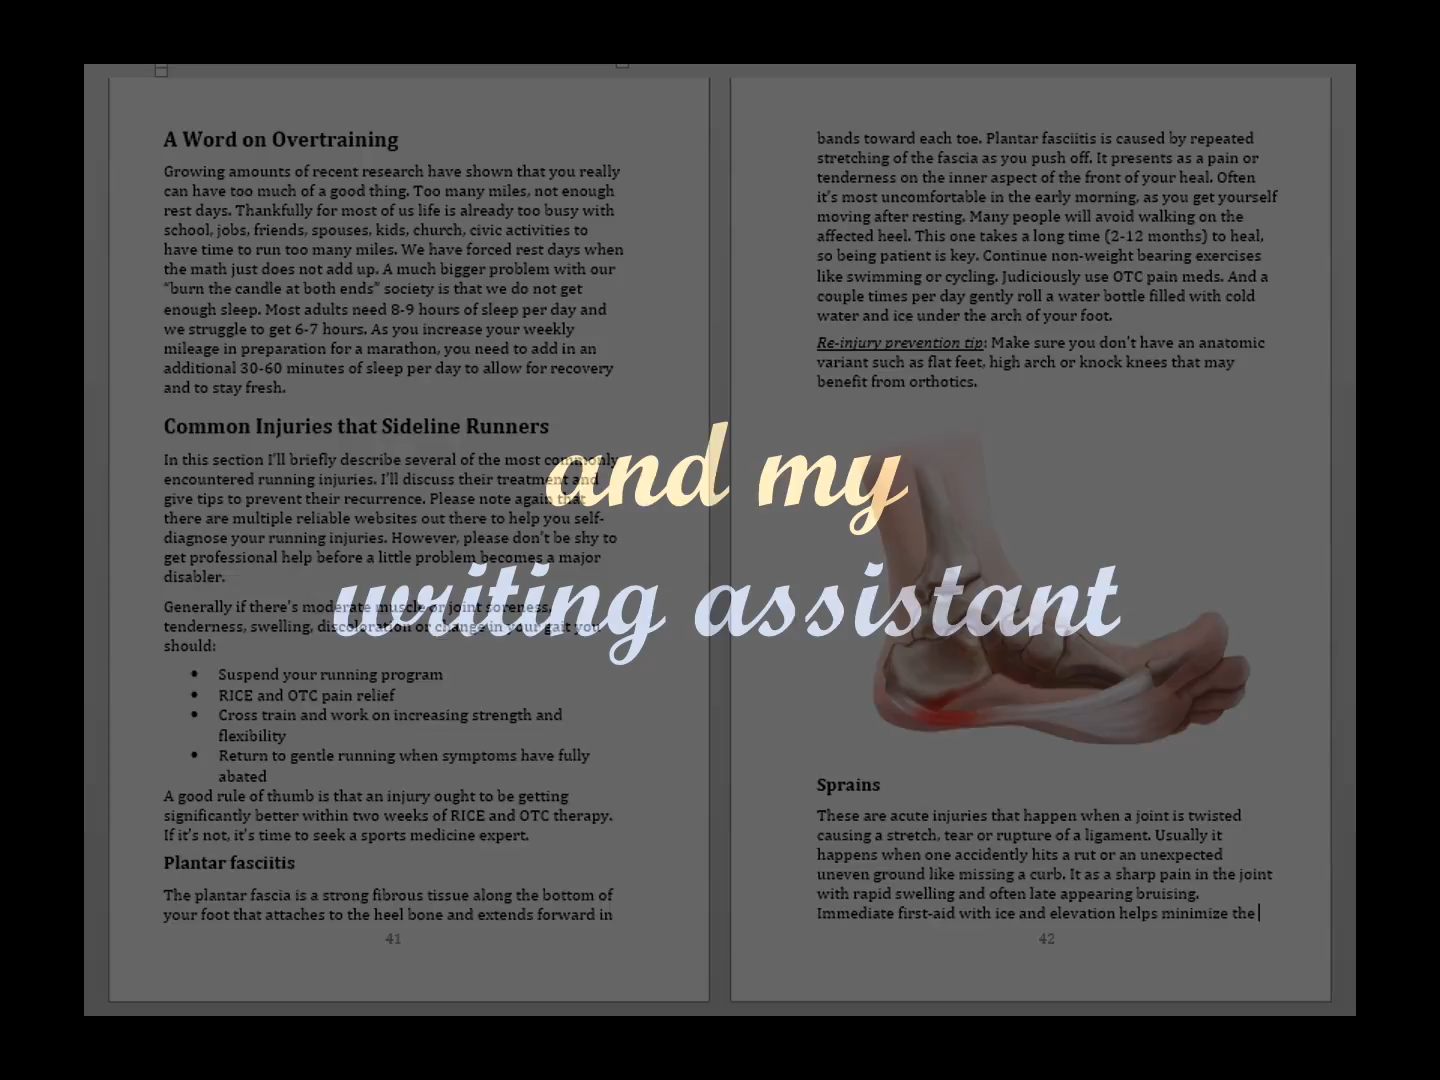 A Word on Overtraining
Growing amounts of recent research have shown that you really
can have too much of a good thing. Too many miles, not enough
rest days. Thankfully for most of us life is already too busy with
school, jobs, friends, spouses, kids, church, civic activities to
have time to run too many miles. We have forced rest days when
the math just does not add up. A much bigger problem with our
“burn the candle at both ends” society is that we do not get
enough sleep. Most adults need 8-9 hours of sleep per day and
we struggle to get 6-7 hours. As you increase your weekly
mileage in preparation for a marathon, you need to add in an
additional 30-60 minutes of sleep per day to allow for recovery
and to stay fresh.
Common Injuries that Sideline Runners
In this section I’ll briefly describe several of the most commonly
encountered running injuries. I’ll discuss their treatment and
give tips to prevent their recurrence. Please note again that
there are multiple reliable websites out there to help you self-
diagnose your running injuries. However, please don’t be shy to
get professional help before a little problem becomes a major
disabler.
Generally if there’s moderate muscle or joint soreness,
tenderness, swelling, discoloration or change in your gait you
should:
• Suspend your running program
• RICE and OTC pain relief
• Cross train and work on increasing strength and
flexibility
• Return to gentle running when symptoms have fully
abated
A good rule of thumb is that an injury ought to be getting
significantly better within two weeks of RICE and OTC therapy.
If it’s not, it’s time to seek a sports medicine expert.
Plantar fasciitis
The plantar fascia is a strong fibrous tissue along the bottom of
your foot that attaches to the heel bone and extends forward in
41
bands toward each toe. Plantar fasciitis is caused by repeated
stretching of the fascia as you push off. It presents as a pain or
tenderness on the inner aspect of the front of your heal. Often
it’s most uncomfortable in the early morning, as you get yourself
moving after resting. Many people will avoid walking on the
affected heel. This one takes a long time (2-12 months) to heal,
so being patient is key. Continue non-weight bearing exercises
like swimming or cycling. Judiciously use OTC pain meds. And a
couple times per day gently roll a water bottle filled with cold
water and ice under the arch of your foot.
Re-injury prevention tip: Make sure you don’t have an anatomic
variant such as flat feet, high arch or knock knees that may
benefit from orthotics.
Sprains
These are acute injuries that happen when a joint is twisted
causing a stretch, tear or rupture of a ligament. Usually it
happens when one accidently hits a rut or an unexpected
uneven ground like missing a curb. It as a sharp pain in the joint
with rapid swelling and often late appearing bruising.
Immediate first-aid with ice and elevation helps minimize the
42
and my
writing assistant